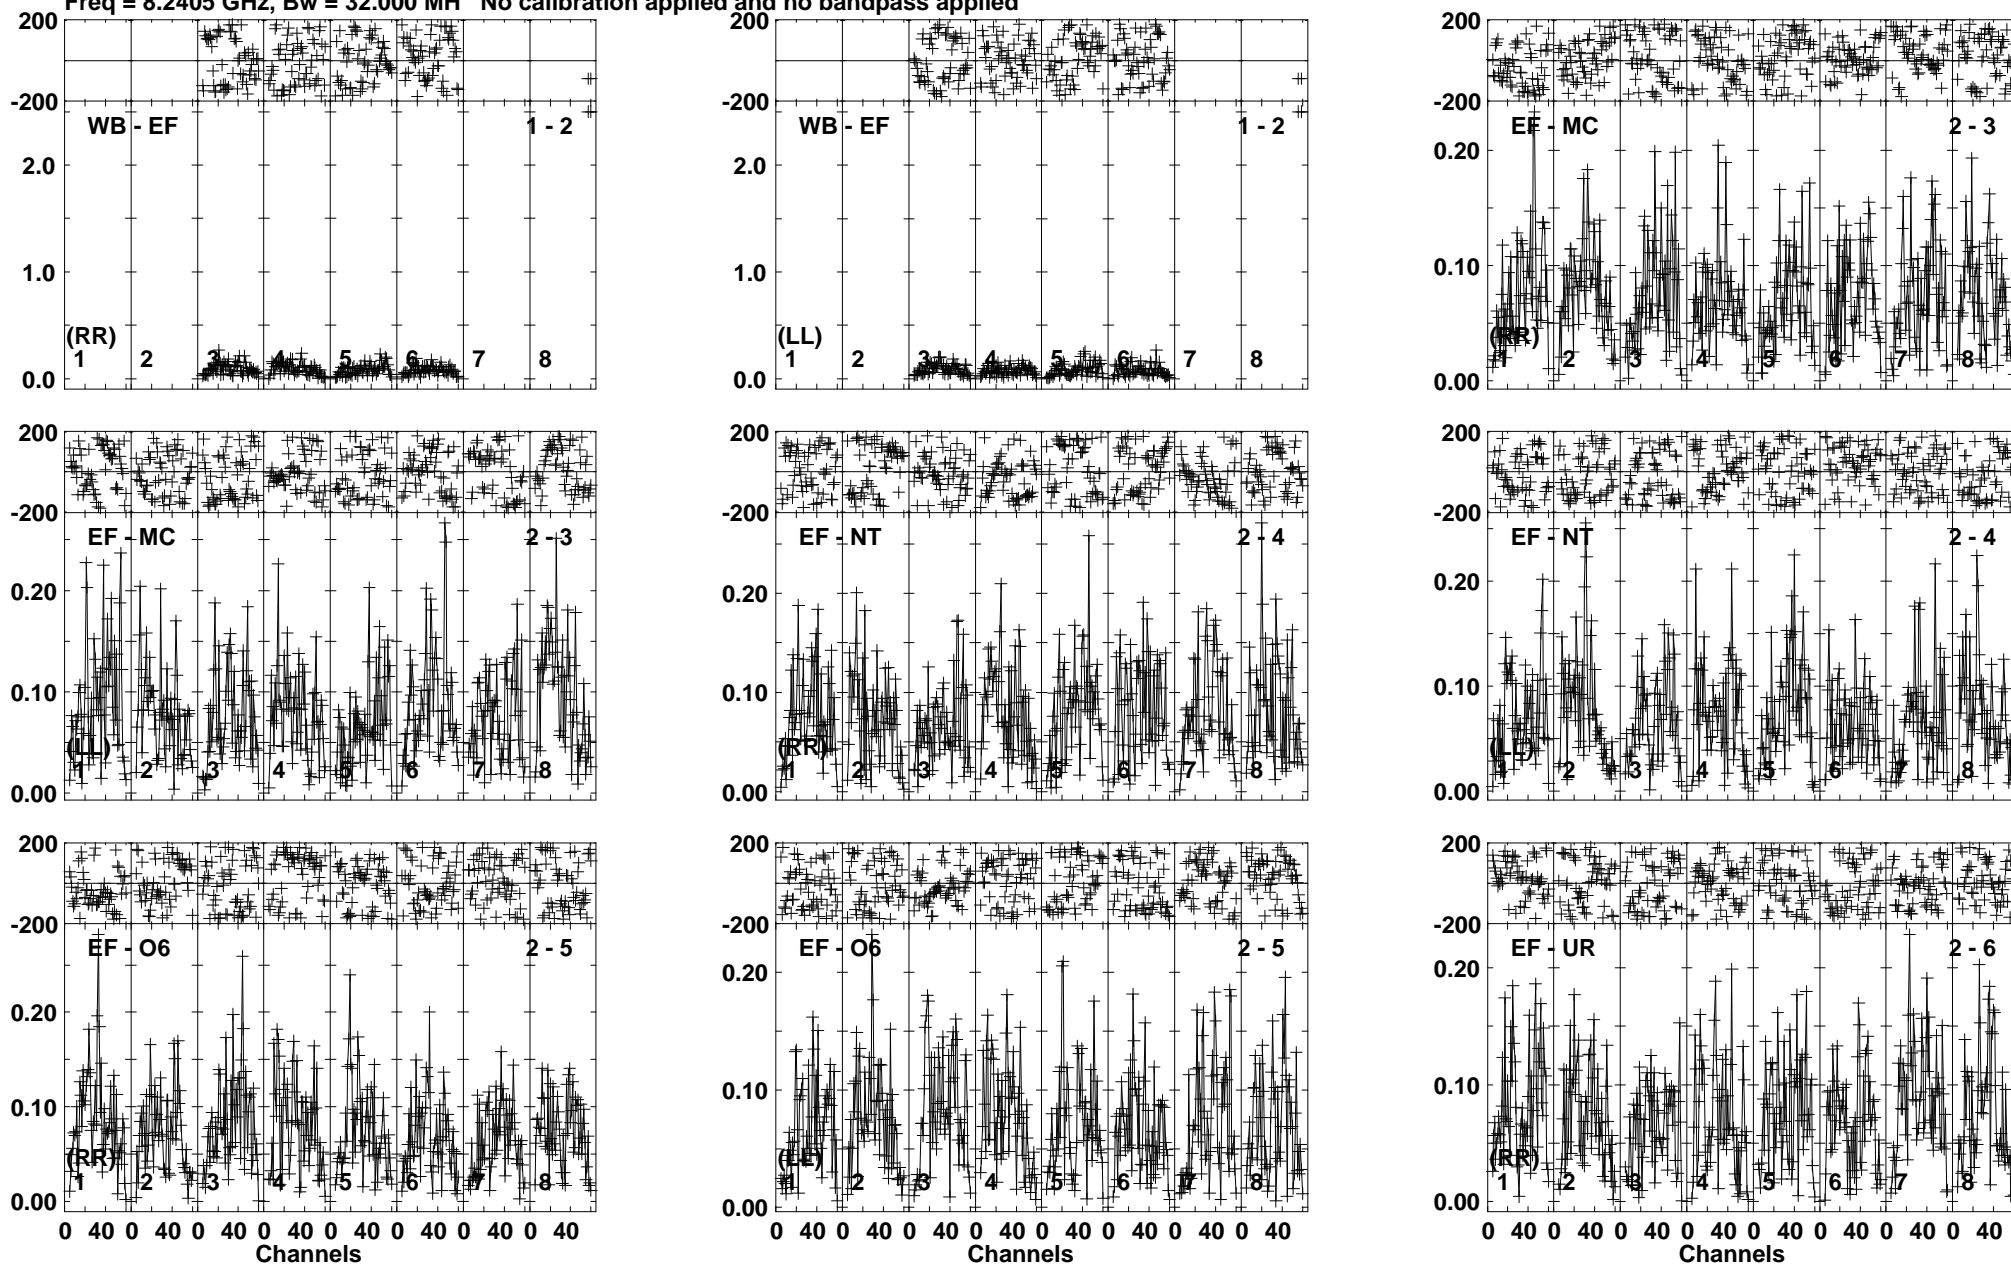 Freq = 8.2405 GHz, Bw = 32.000 MH No calibration applied and no bandpass applied
200
-200
WB - EF 1 - 2
2.0
1.0
(RR)
1 2 3 4 5 6 7 8
0.0
200
-200
WB - EF 1 - 2
2.0
1.0
(LL)
1 2 3 4 5 6 7 8
0.0
200
-200
EF - MC 2 - 3
0.20
0.10
(RR)
1 2 3 4 5 6 7 8
0.00
200
-200
EF - MC 2 - 3
0.20
0.10
(LL)
1 2 3 4 5 6 7 8
0.00
200
-200
EF - NT 2 - 4
0.20
0.10
(RR)
1 2 3 4 5 6 7 8
0.00
200
-200
EF - NT 2 - 4
0.20
0.10
(LL)
1 2 3 4 5 6 7 8
0.00
200
-200
EF - O6 2 - 5
0.20
0.10
(RR)
1 2 3 4 5 6 7 8
0.00
0 40 0 40 0 40 0 40 0 40 0 40 0 40 0 40
Channels
200
-200
EF - O6 2 - 5
0.20
0.10
(LL)
1 2 3 4 5 6 7 8
0.00
0 40 0 40 0 40 0 40 0 40 0 40 0 40 0 40
Channels
200
-200
EF - UR 2 - 6
0.20
0.10
(RR)
1 2 3 4 5 6 7 8
0.00
0 40 0 40 0 40 0 40 0 40 0 40 0 40 0 40
Channels